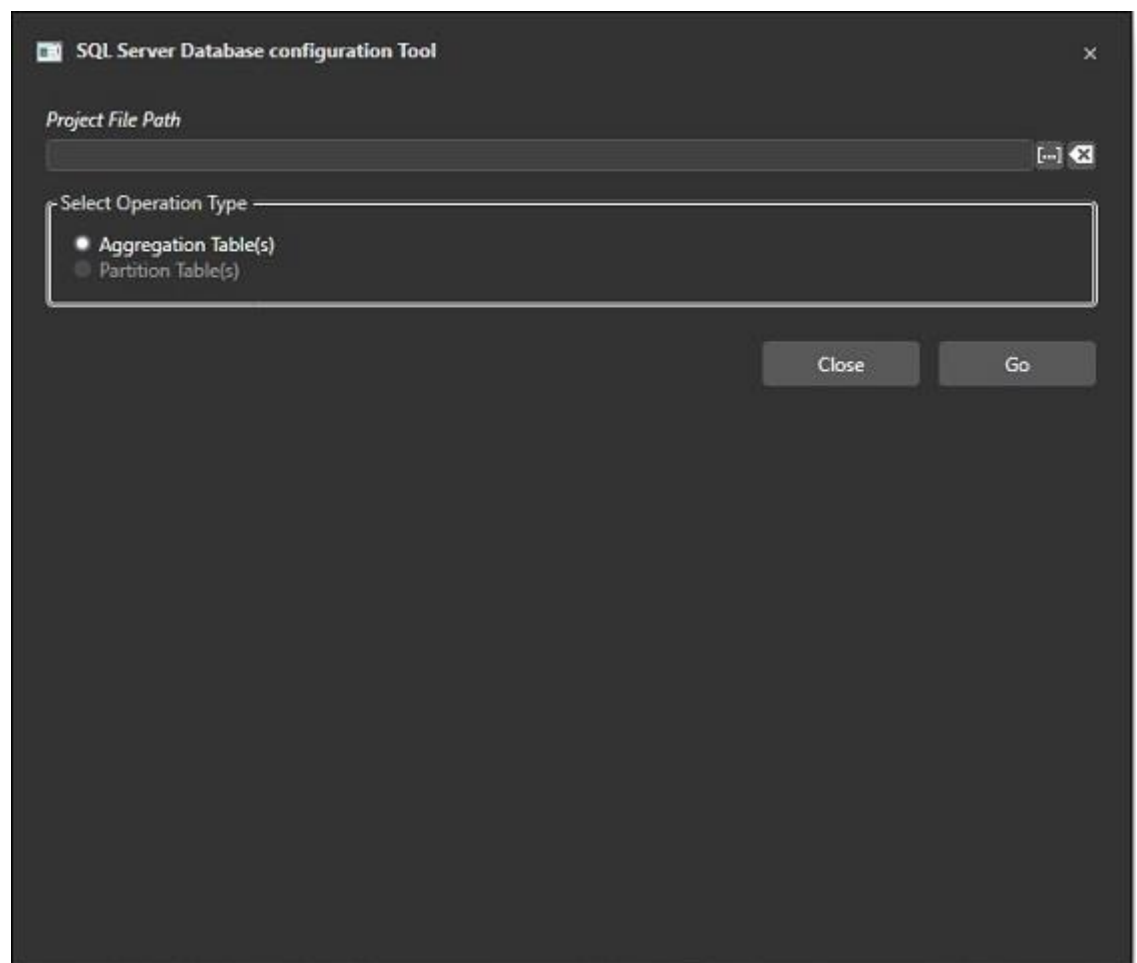 SQL Server Database configuration Tool
Project File Path
[...]
Select Operation Type
Aggregation Table(s)
Partition Table(s)
Close Go